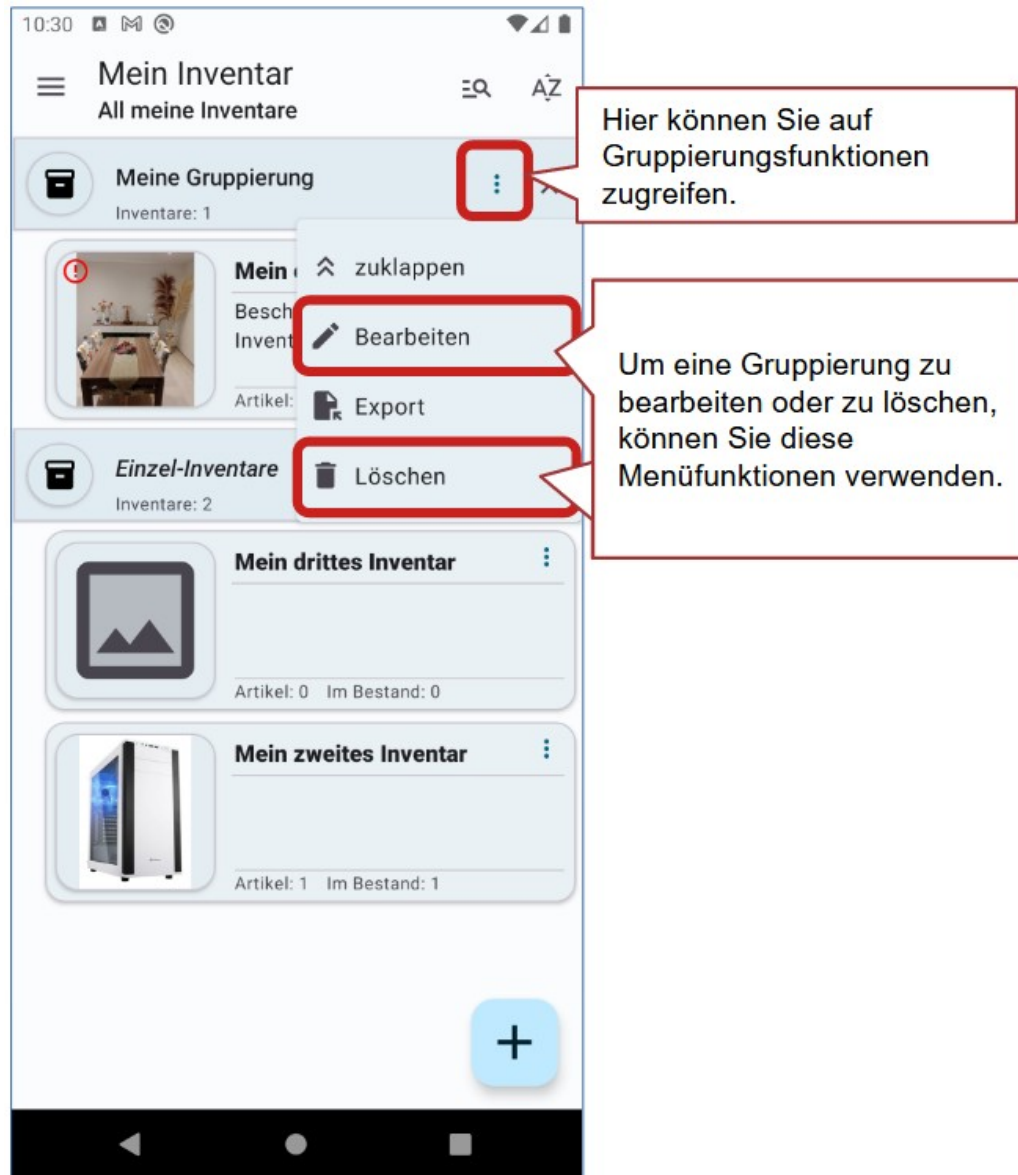 10:30
Mein Inventar
All meine Inventare
AZ
Hier können Sie auf
Gruppierungsfunktionen
zugreifen.
Meine Gruppierung
Inventare: 1
zuklappen
Mein
Besch
Invent
Bearbeiten
Um eine Gruppierung zu
bearbeiten oder zu löschen,
können Sie diese
Menüfunktionen verwenden.
Artikel:
Export
Einzel-Inventare
Inventare: 2
Löschen
Mein drittes Inventar
Artikel: 0 Im Bestand: 0
Mein zweites Inventar
Artikel: 1 Im Bestand: 1